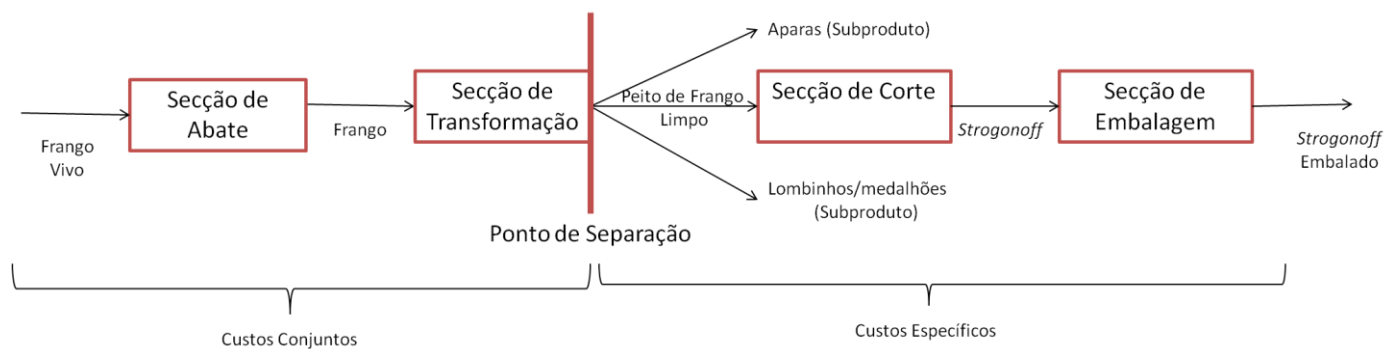 Aparas (Subproduto)
Secção de
Abate
Secção de
Transformação
Peito de Frango
Limpo
Secção de Corte
Secção de
Embalagem
Frango
Vivo
Frango
Strogonoff
Strogonoff
Embalado
Lombinhos/medalhões
(Subproduto)
Ponto de Separação
Custos Conjuntos
Custos Específicos